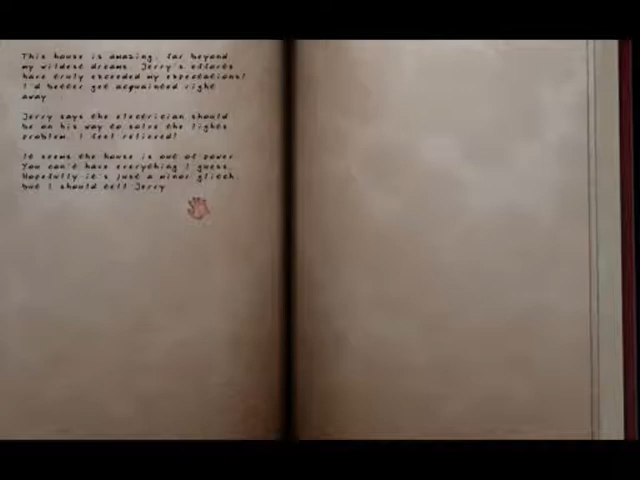 This house is amazing, far beyond
my wildest dreams. Jerry's efforts
have truly exceeded my expectations!
I'd better get acquainted right
away.
Jerry says the electrician should
be on his way to solve the lights
problem. I feel relieved!
It seems the house is out of power
You can't have everything I guess.
Hopefully it's just a minor glitch
but I should tell Jerry